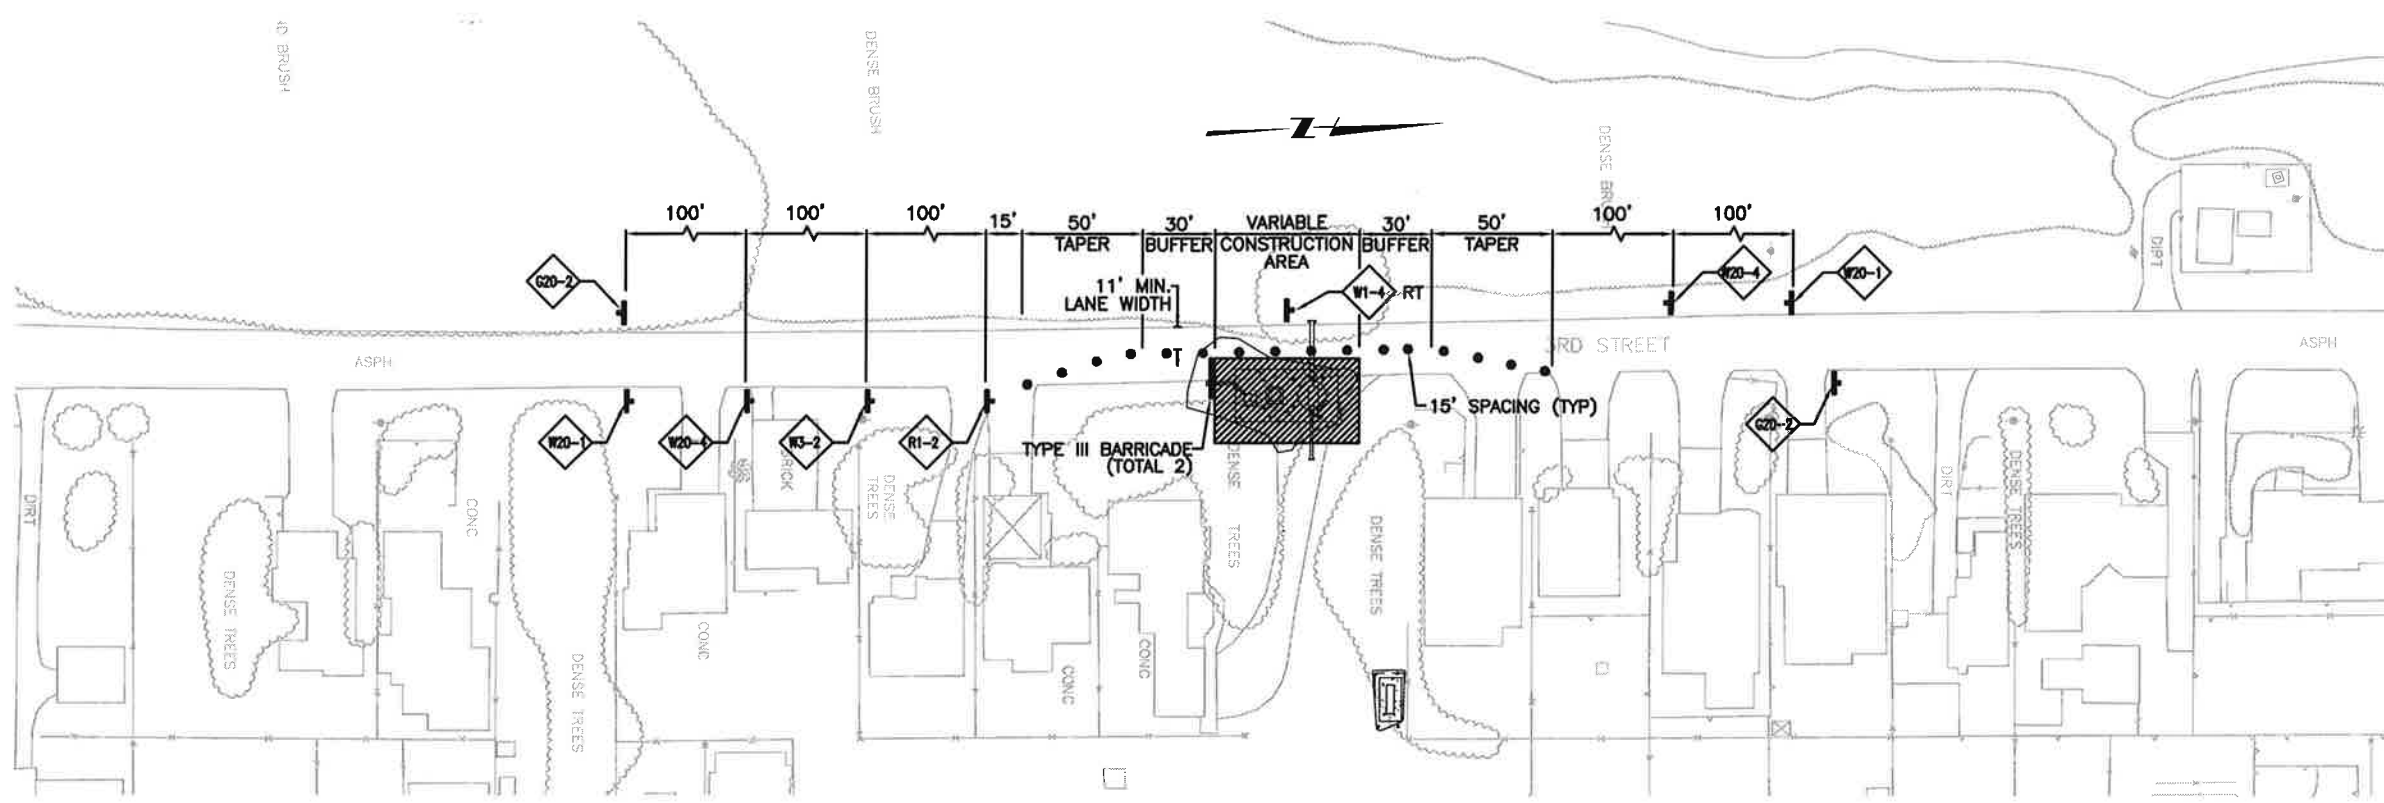 D BRUSH
DENSE BRUSH
Z
DENSE BRU
100'
100'
100'
15'
50'
TAPER
30'
BUFFER
VARIABLE
CONSTRUCTION
AREA
30'
BUFFER
50'
TAPER
100'
100'
DIRT
G20-2
11' MIN.
LANE WIDTH
W1-4
RT
W20-4
W20-1
ASPH
3RD STREET
ASPH
15' SPACING (TYP)
W20-1
W20-4
W3-2
R1-2
TYPE III BARRICADE
(TOTAL 2)
G20-2
DIRT
CONC
BRICK
DENSE
TREES
DENSE
TREES
DENSE TREES
DIRT
DENSE TREES
DENSE TREES
DENSE TREES
CONC
CONC
CONC